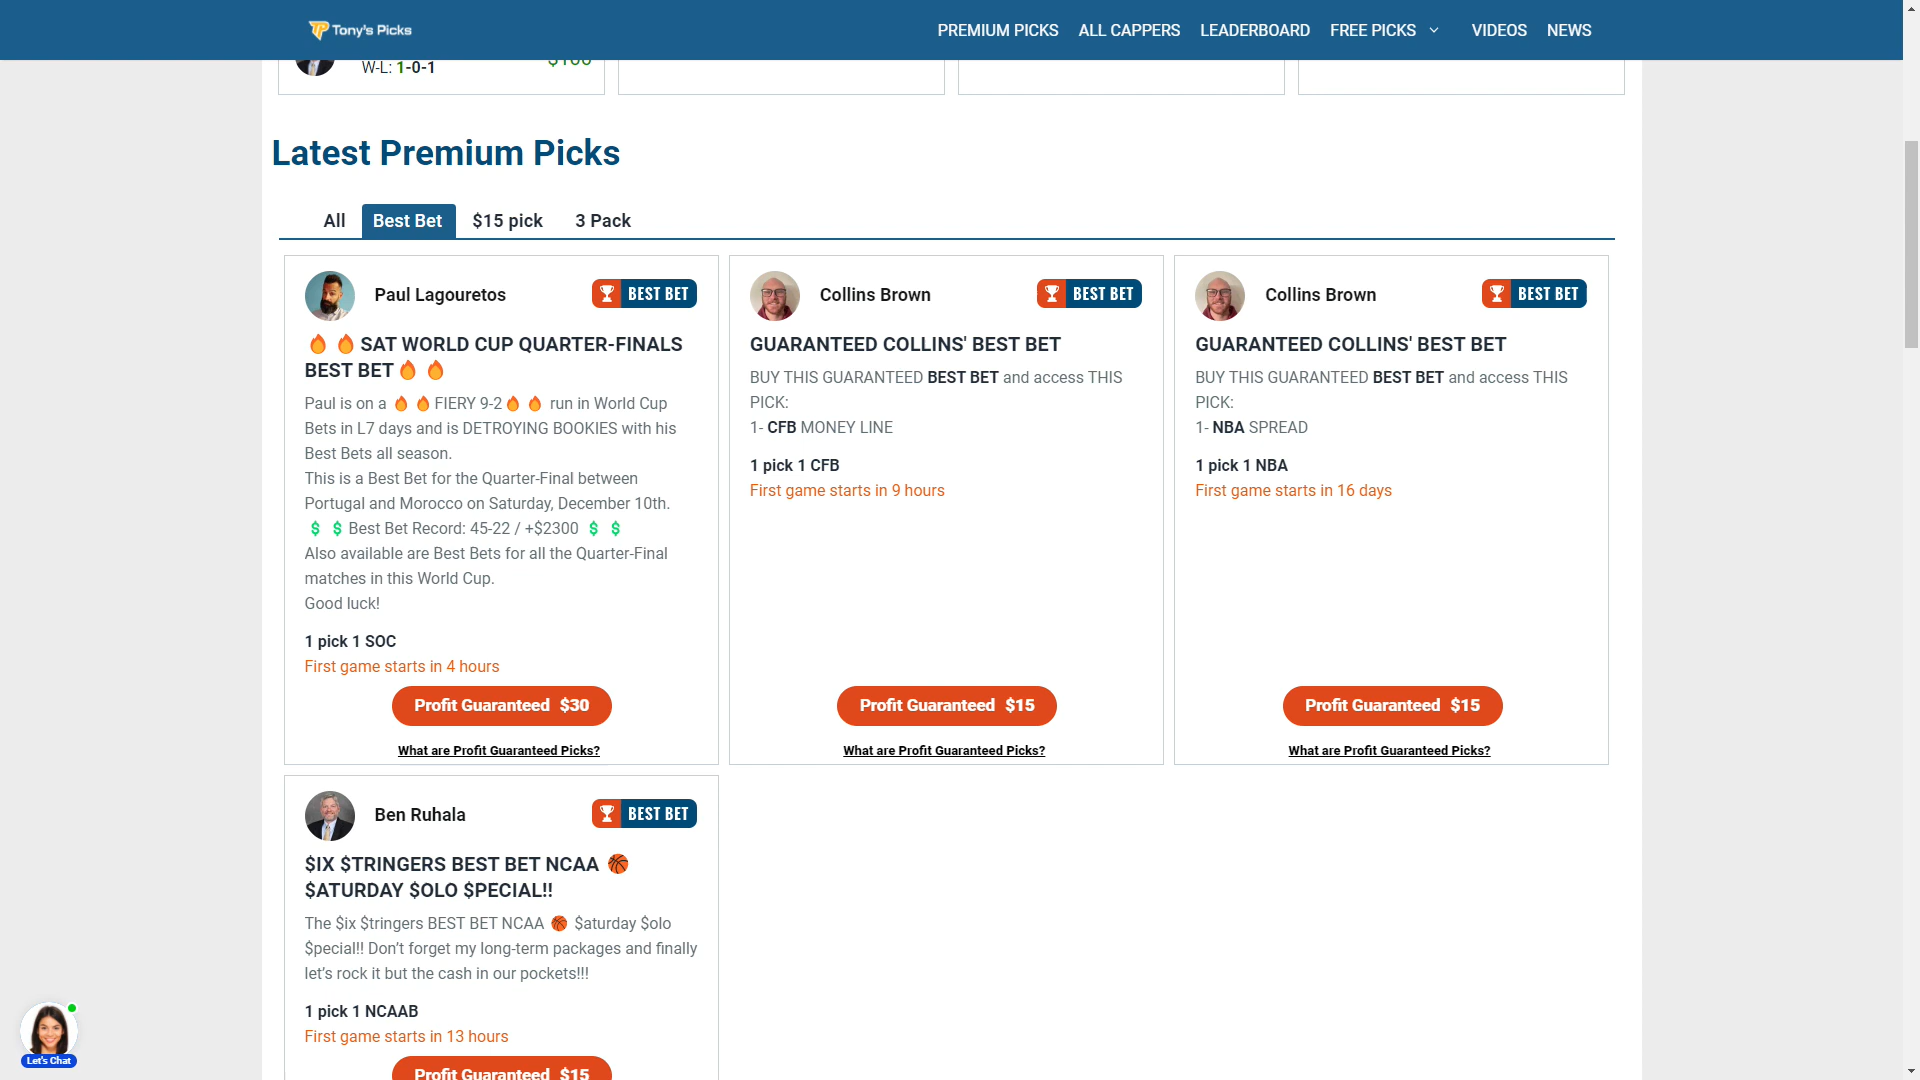 Tony's Picks
PREMIUM PICKS ALL CAPPERS LEADERBOARD FREE PICKS VIDEOS NEWS
W-L: 1-0-1
$100
Latest Premium Picks
All Best Bet $15 pick 3 Pack
Paul Lagouretos
BEST BET
🔥 🔥 SAT WORLD CUP QUARTER-FINALS
BEST BET 🔥 🔥
Paul is on a 🔥 🔥 FIERY 9-2 🔥 🔥 run in World Cup
Bets in L7 days and is DETROYING BOOKIES with his
Best Bets all season.
This is a Best Bet for the Quarter-Final between
Portugal and Morocco on Saturday, December 10th.
💲 💲 Best Bet Record: 45-22 / +$2300 💲 💲
Also available are Best Bets for all the Quarter-Final
matches in this World Cup.
Good luck!
1 pick 1 SOC
First game starts in 4 hours
Profit Guaranteed $30
What are Profit Guaranteed Picks?
Collins Brown
BEST BET
GUARANTEED COLLINS' BEST BET
BUY THIS GUARANTEED BEST BET and access THIS
PICK:
1- CFB MONEY LINE
1 pick 1 CFB
First game starts in 9 hours
Profit Guaranteed $15
What are Profit Guaranteed Picks?
Collins Brown
BEST BET
GUARANTEED COLLINS' BEST BET
BUY THIS GUARANTEED BEST BET and access THIS
PICK:
1- NBA SPREAD
1 pick 1 NBA
First game starts in 16 days
Profit Guaranteed $15
What are Profit Guaranteed Picks?
Ben Ruhala
BEST BET
$IX $TRINGERS BEST BET NCAA 🏀
$ATURDAY $OLO $PECIAL!!
The $ix $tringers BEST BET NCAA 🏀 $aturday $olo
$pecial!! Don’t forget my long-term packages and finally
let’s rock it but the cash in our pockets!!!
1 pick 1 NCAAB
First game starts in 13 hours
Profit Guaranteed $15
Let's Chat